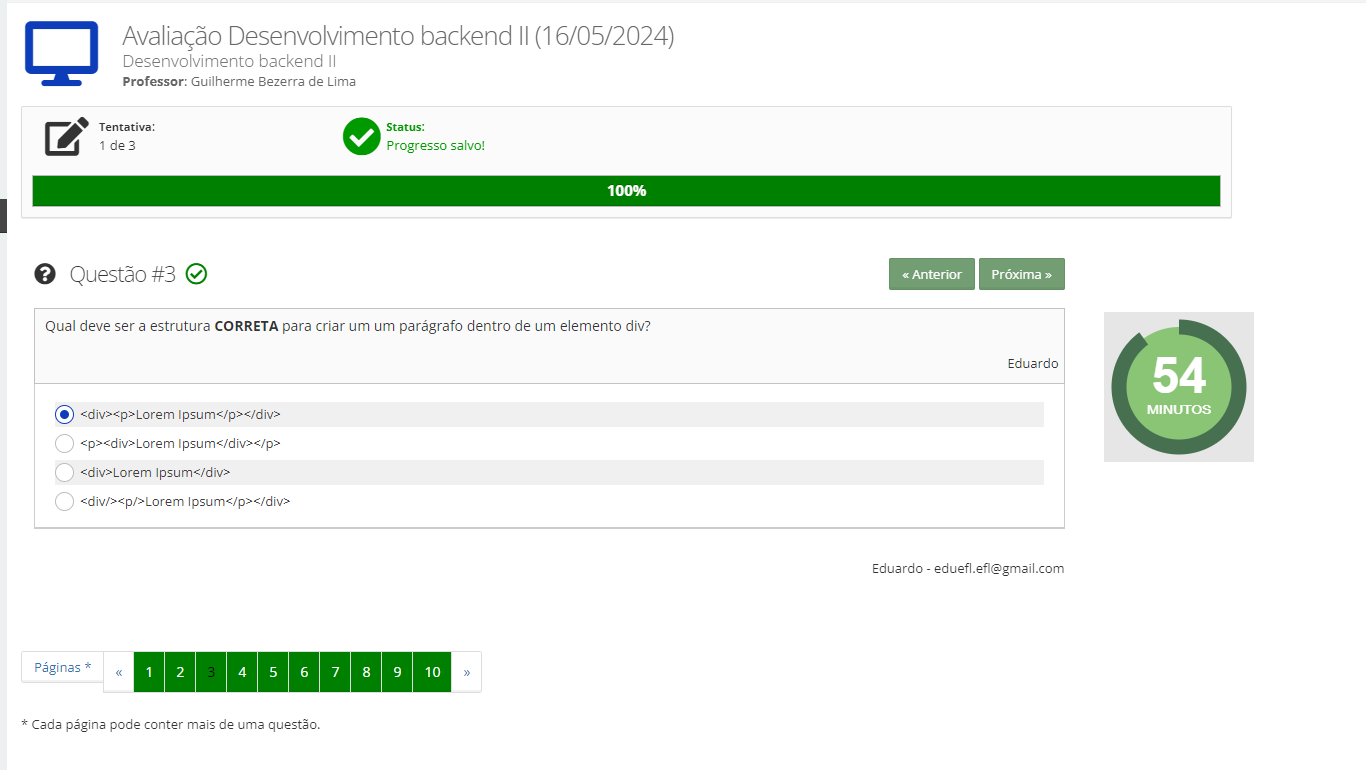 Avaliação Desenvolvimento backend II (16/05/2024)
Desenvolvimento backend II
Professor: Guilherme Bezerra de Lima
Tentativa:
1 de 3
Status:
Progresso salvo!
100%
Questão #3
« Anterior
Próxima »
Qual deve ser a estrutura CORRETA para criar um um parágrafo dentro de um elemento div?
Eduardo
<div><p>Lorem Ipsum</p></div>
<p><div>Lorem Ipsum</div></p>
<div>Lorem Ipsum</div>
<div/><p/>Lorem Ipsum</p></div>
54
MINUTOS
Eduardo - eduefl.efl@gmail.com
Páginas * « 1 2 3 4 5 6 7 8 9 10 »
* Cada página pode conter mais de uma questão.